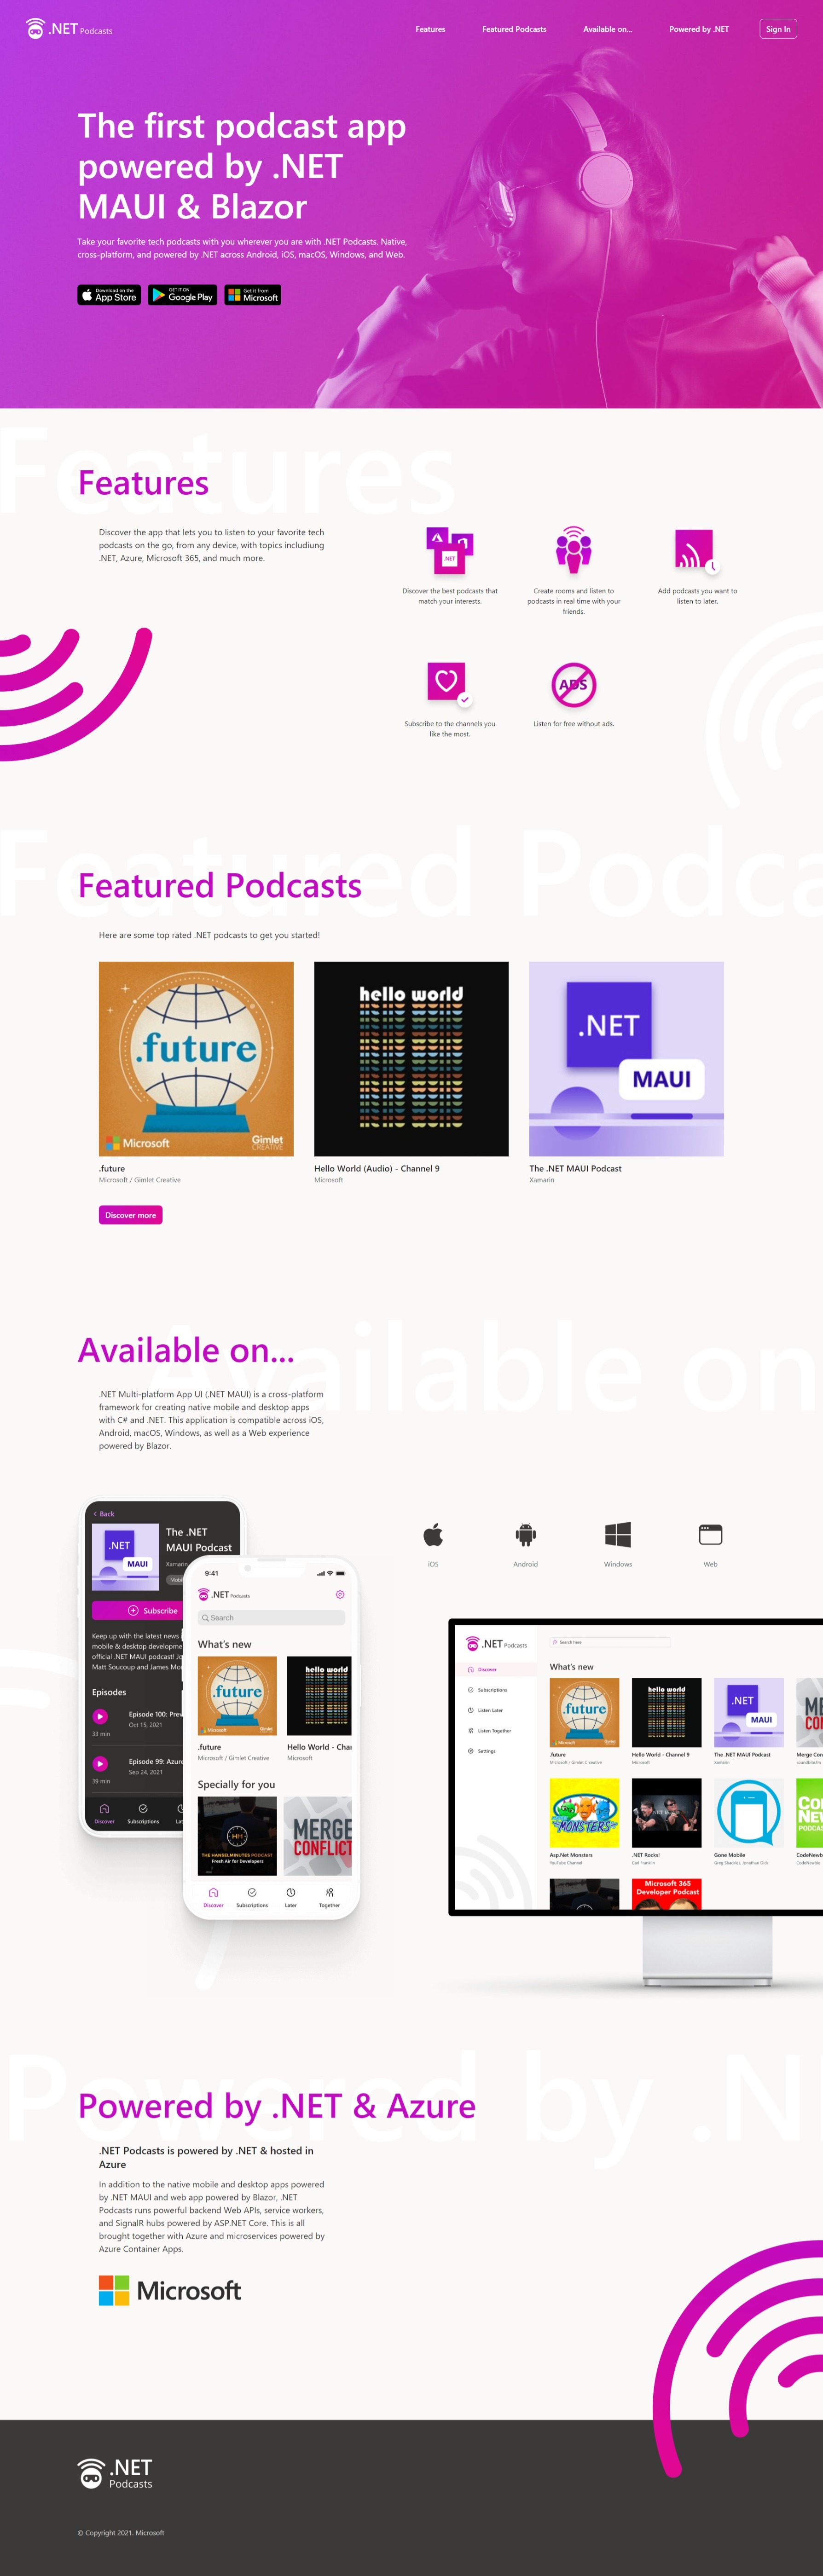 .NET Podcasts
Features
Featured Podcasts
Available on...
Powered by .NET
Sign In
The first podcast app
powered by .NET
MAUI & Blazor
Take your favorite tech podcasts with you wherever you are with .NET Podcasts. Native,
cross-platform, and powered by .NET across Android, iOS, macOS, Windows, and Web.
Download on the
App Store
GET IT ON
Google Play
Get it from
Microsoft
Features
Features
Discover the app that lets you to listen to your favorite tech
podcasts on the go, from any device, with topics includiung
.NET, Azure, Microsoft 365, and much more.
.NET
Discover the best podcasts that
match your interests.
Create rooms and listen to
podcasts in real time with your
friends.
Add podcasts you want to
listen to later.
Subscribe to the channels you
like the most.
ADS
Listen for free without ads.
Featured Podca
Featured Podcasts
Here are some top rated .NET podcasts to get you started!
.future
Microsoft
Gimlet
CREATIVE
hello world
.NET
MAUI
.future
Microsoft / Gimlet Creative
Hello World (Audio) - Channel 9
Microsoft
The .NET MAUI Podcast
Xamarin
Discover more
Available on
Available on...
.NET Multi-platform App UI (.NET MAUI) is a cross-platform
framework for creating native mobile and desktop apps
with C# and .NET. This application is compatible across iOS,
Android, macOS, Windows, as well as a Web experience
powered by Blazor.
Back
.NET
MAUI
The .NET
MAUI Podcast
Xamarin
Subscribe
Keep up with the latest news
mobile & desktop developme
official .NET MAUI podcast! Jo
Matt Soucoup and James Mo
Episodes
Episode 100: Prev
Oct 15, 2021
33 min
Episode 99: Azure
Sep 24, 2021
39 min
Discover
Subscriptions
Lat
9:41
.NET Podcasts
Search
What's new
.future
Microsoft
hello world
.future
Microsoft / Gimlet Creative
Hello World - Chan
Microsoft
Specially for you
THE HANSELMINUTES PODCAST
Fresh Air for Developers
MERGE
CONFLICT
Discover
Subscriptions
Later
Together
iOS
Android
Windows
Web
.NET Podcasts
Search here
Discover
Subscriptions
Listen Later
Listen Together
Settings
What's new
.future
hello world
.NET
MAUI
.future
Microsoft / Gimlet Creative
Hello World - Channel 9
Microsoft
The .NET MAUI Podcast
Xamarin
Merge Con
MONSTERS
Asp.Net Monsters
YouTube Channel
.NET Rocks!
Carl Franklin
Gone Mobile
Greg Shackles, Jonathan Dick
CodeNewb
CodeNewbie
Microsoft 365
Developer Podcast
Powered by .N
Powered by .NET & Azure
.NET Podcasts is powered by .NET & hosted in
Azure
In addition to the native mobile and desktop apps powered
by .NET MAUI and web app powered by Blazor, .NET
Podcasts runs powerful backend Web APIs, service workers,
and SignalR hubs powered by ASP.NET Core. This is all
brought together with Azure and microservices powered by
Azure Container Apps.
Microsoft
.NET
Podcasts
© Copyright 2021. Microsoft